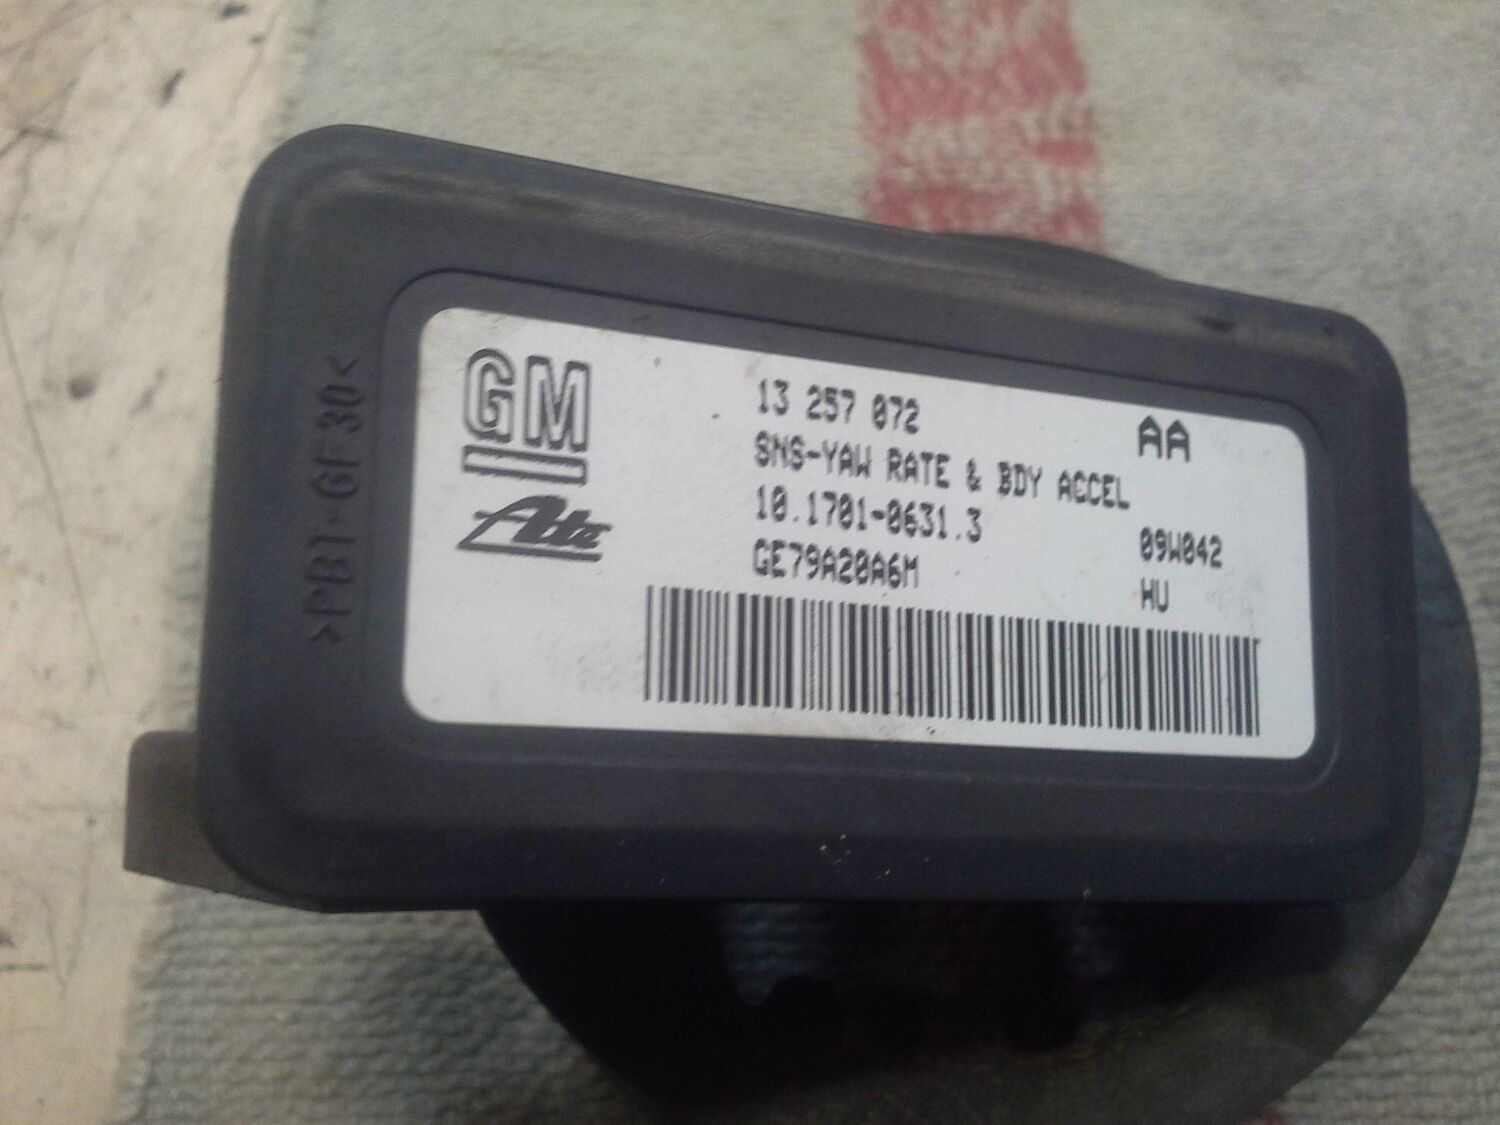 >PBT-GF30<
GM
Ate
13 257 072
AA
SNS-YAW RATE & BDY ACCEL
10.1701-0631.3
09W042
GE79A20A6M
HU